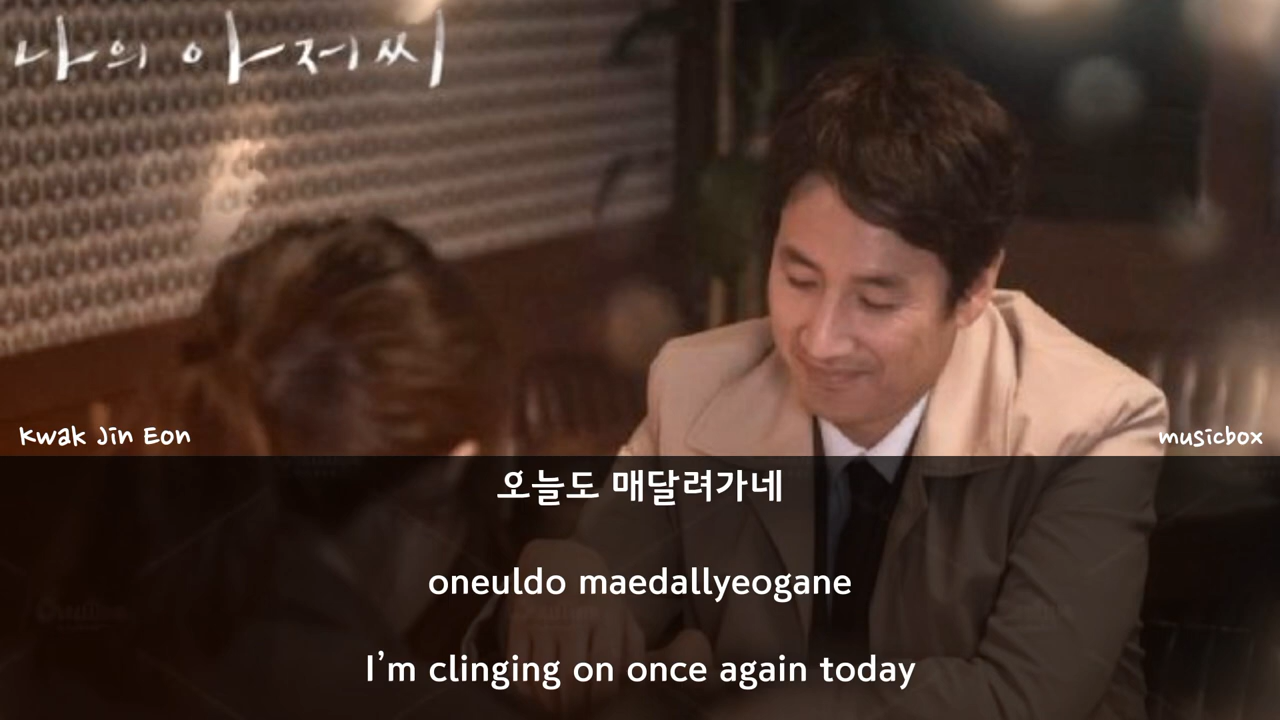 나의 아저씨
Kwak Jin Eon
musicbox
오늘도 매달려가네
oneuldo maedallyeogane
I'm clinging on once again today